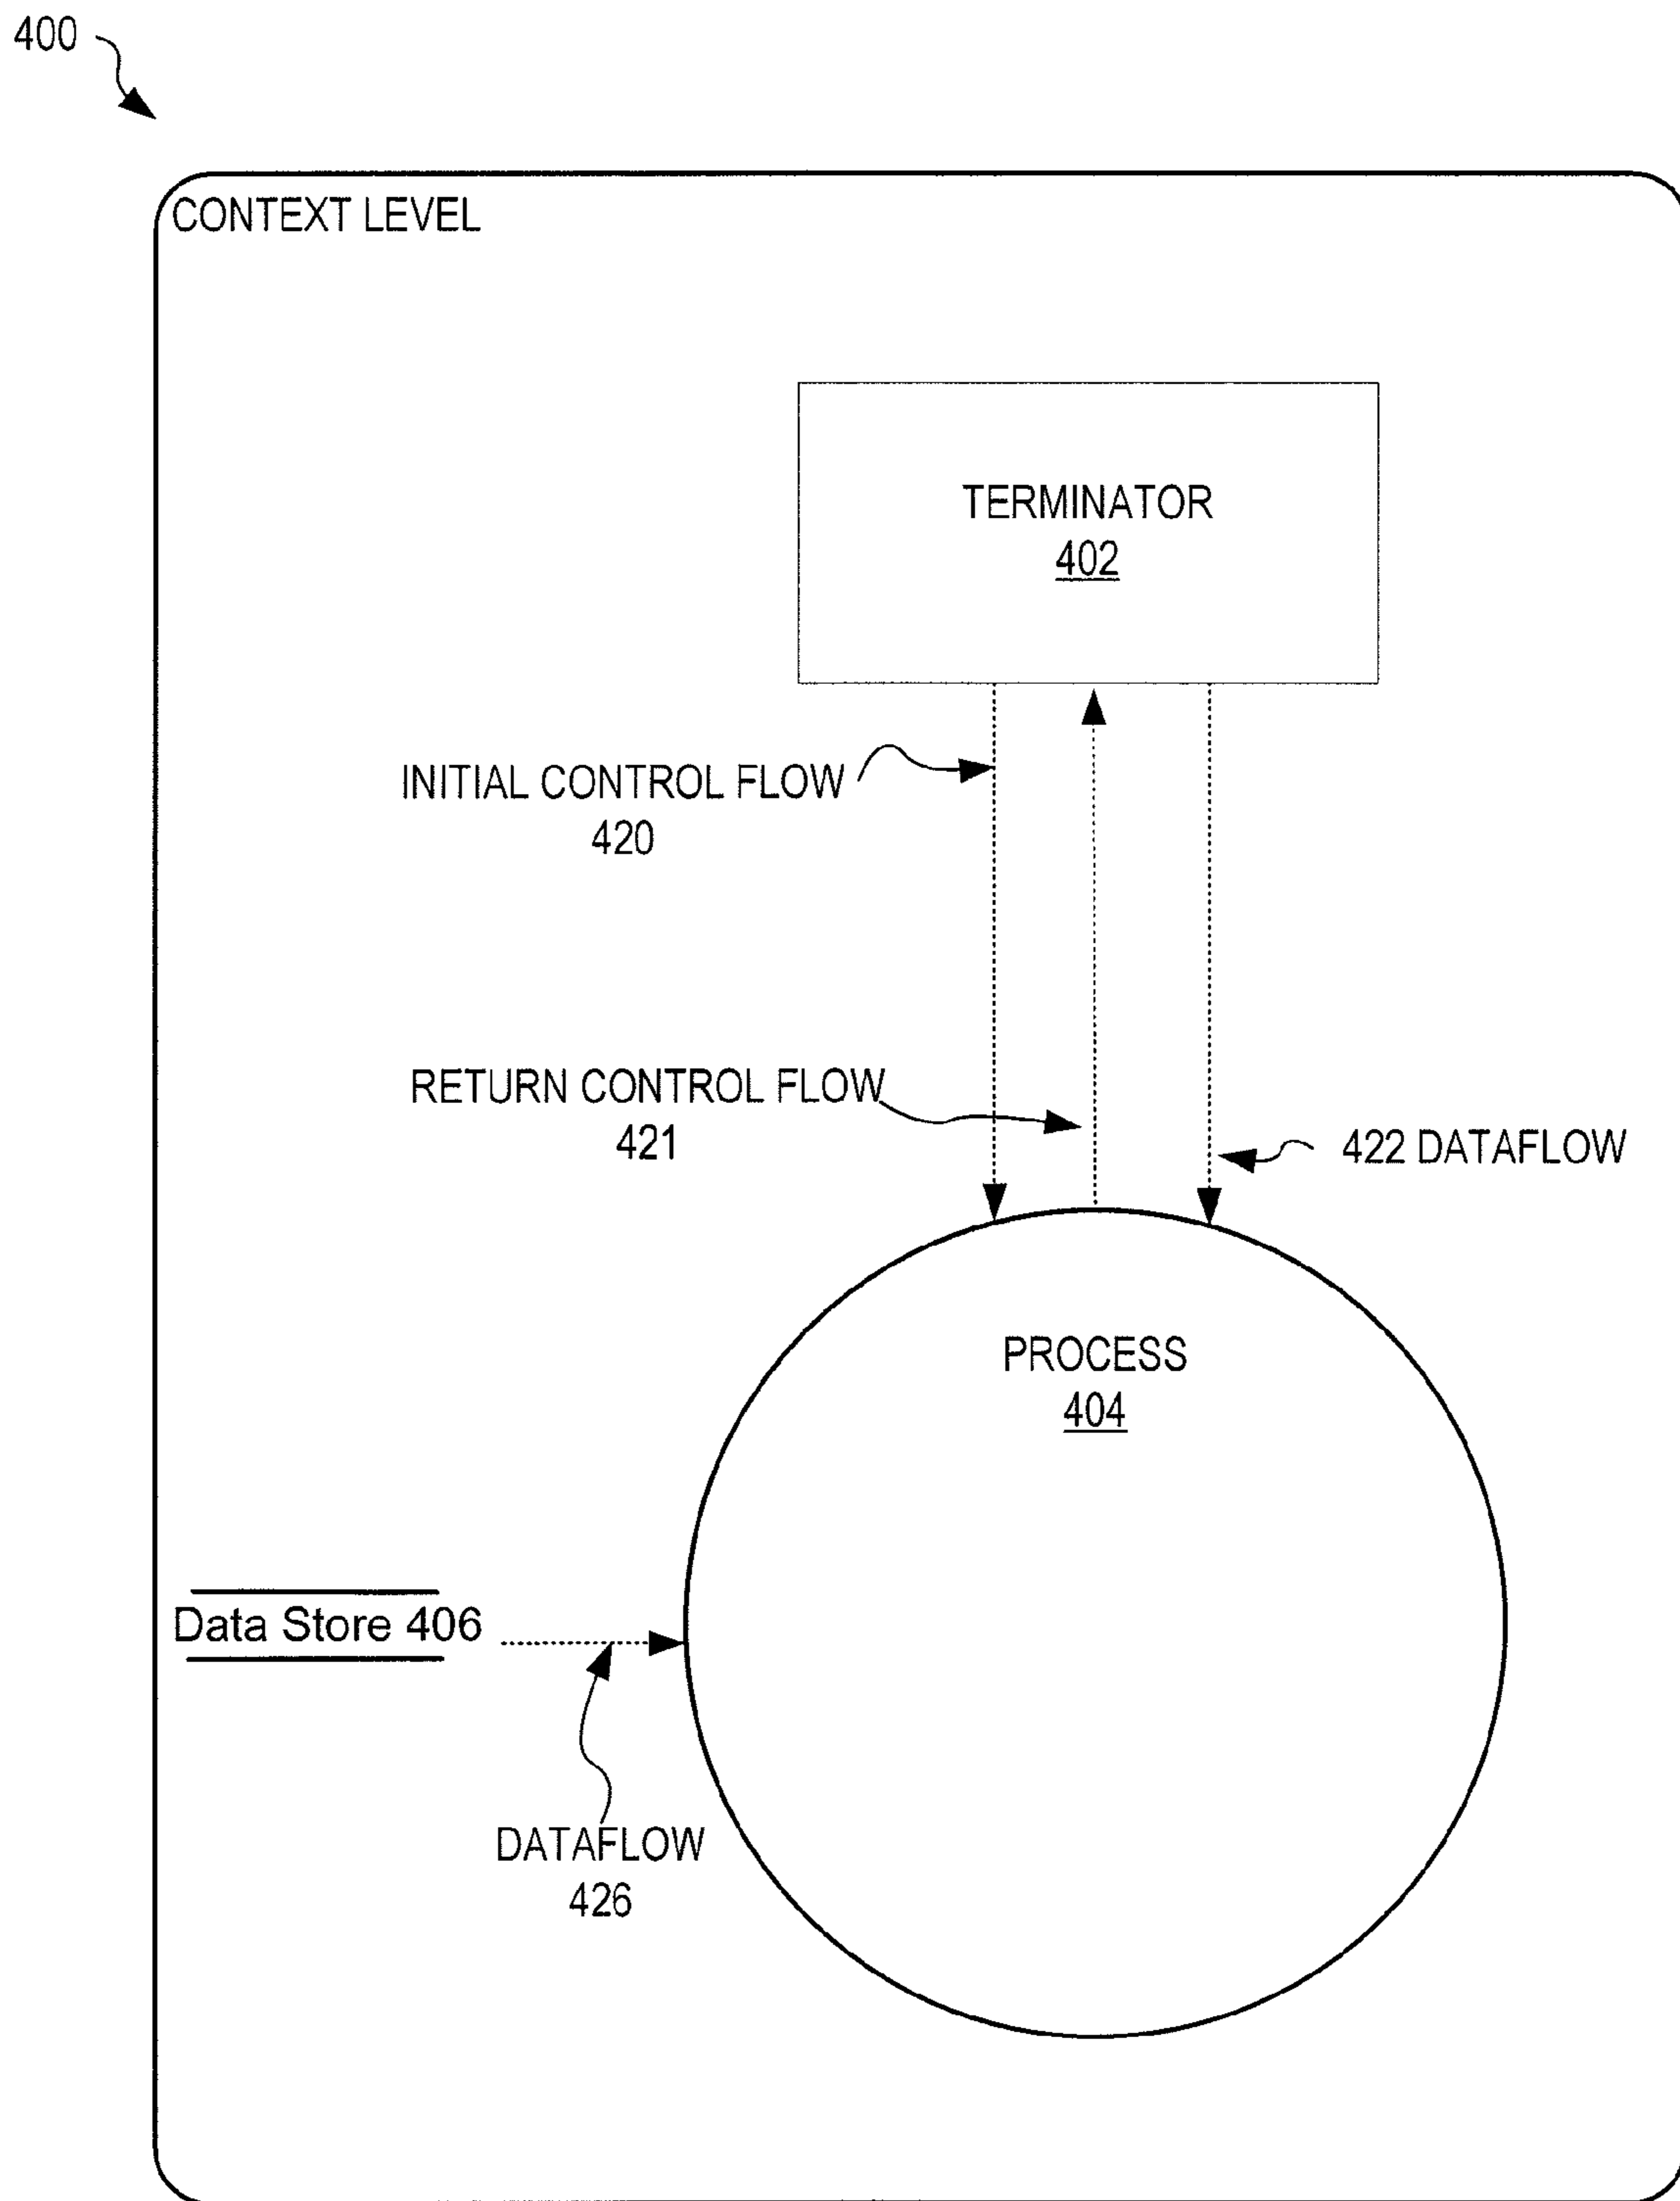 400
CONTEXT LEVEL
TERMINATOR
402
INITIAL CONTROL FLOW
420
RETURN CONTROL FLOW
421
422 DATAFLOW
PROCESS
404
Data Store 406
DATAFLOW
426